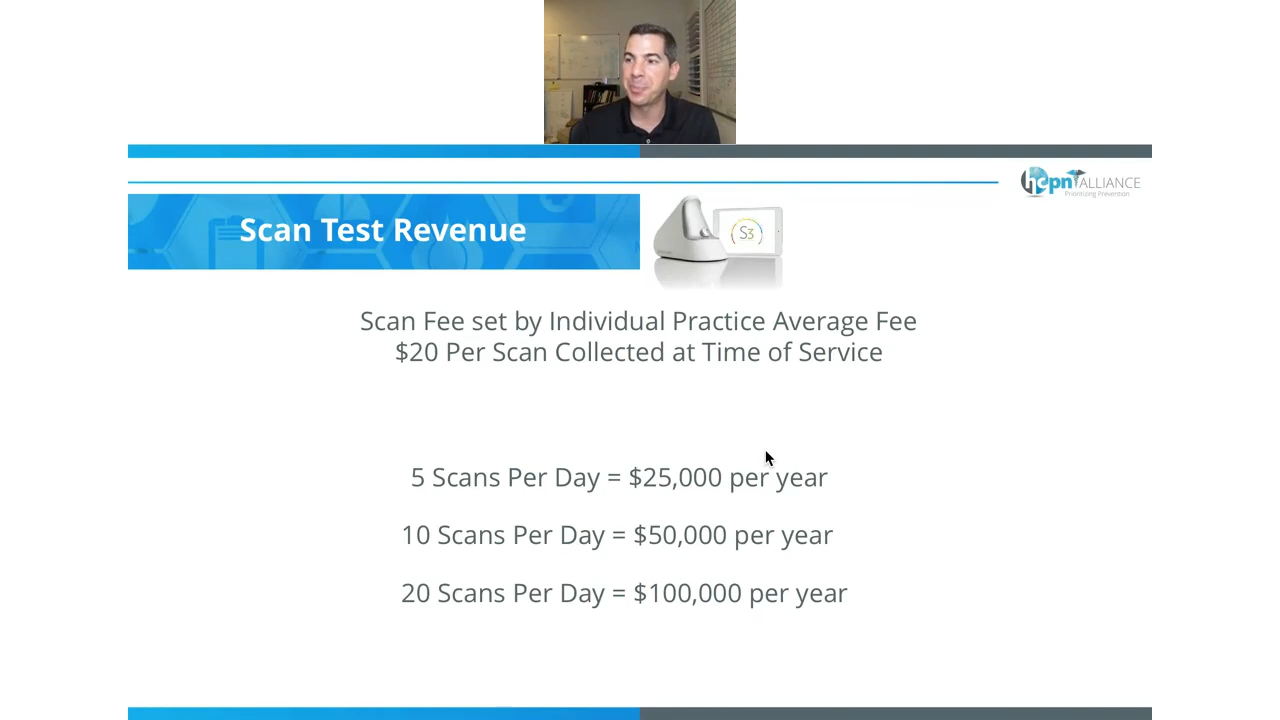 hcpn ALLIANCE
Prioritizing Prevention
Scan Test Revenue
S3
Scan Fee set by Individual Practice Average Fee
$20 Per Scan Collected at Time of Service
5 Scans Per Day = $25,000 per year
10 Scans Per Day = $50,000 per year
20 Scans Per Day = $100,000 per year